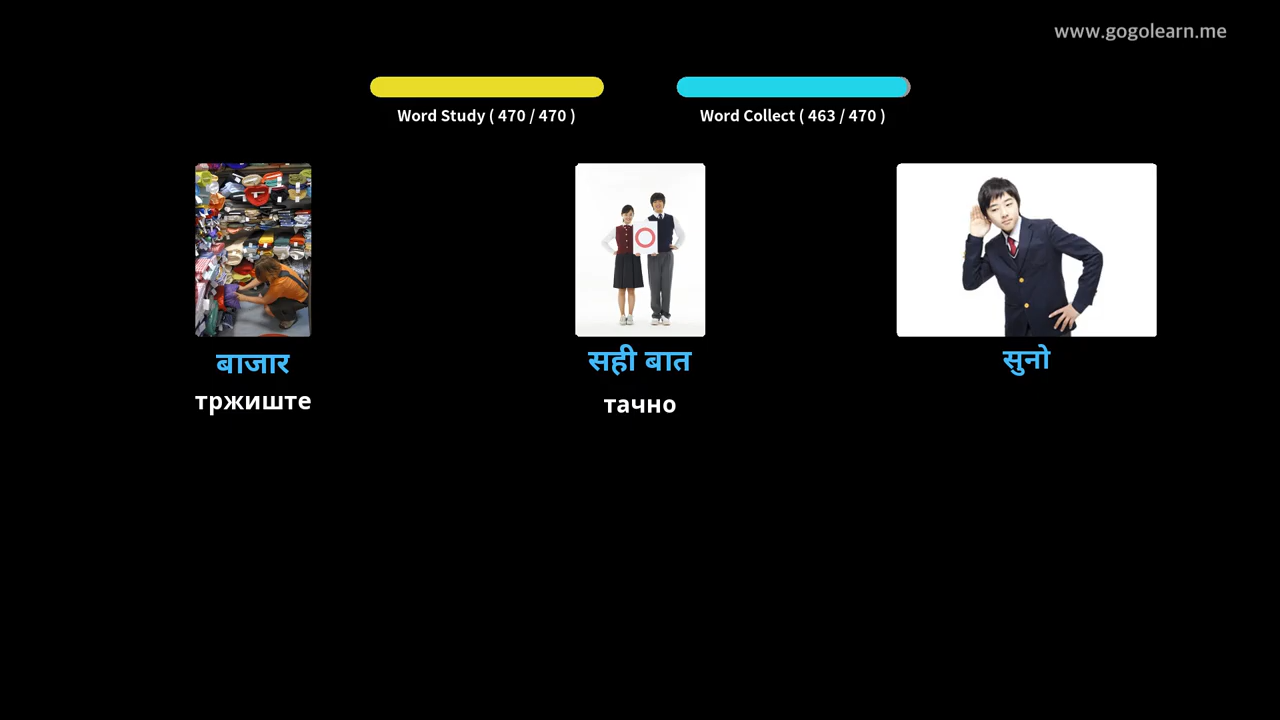 www.gogolearn.me
Word Study ( 470 / 470 )
Word Collect ( 463 / 470 )
बाजार
सही बात
सुनो
тржиште
тачно